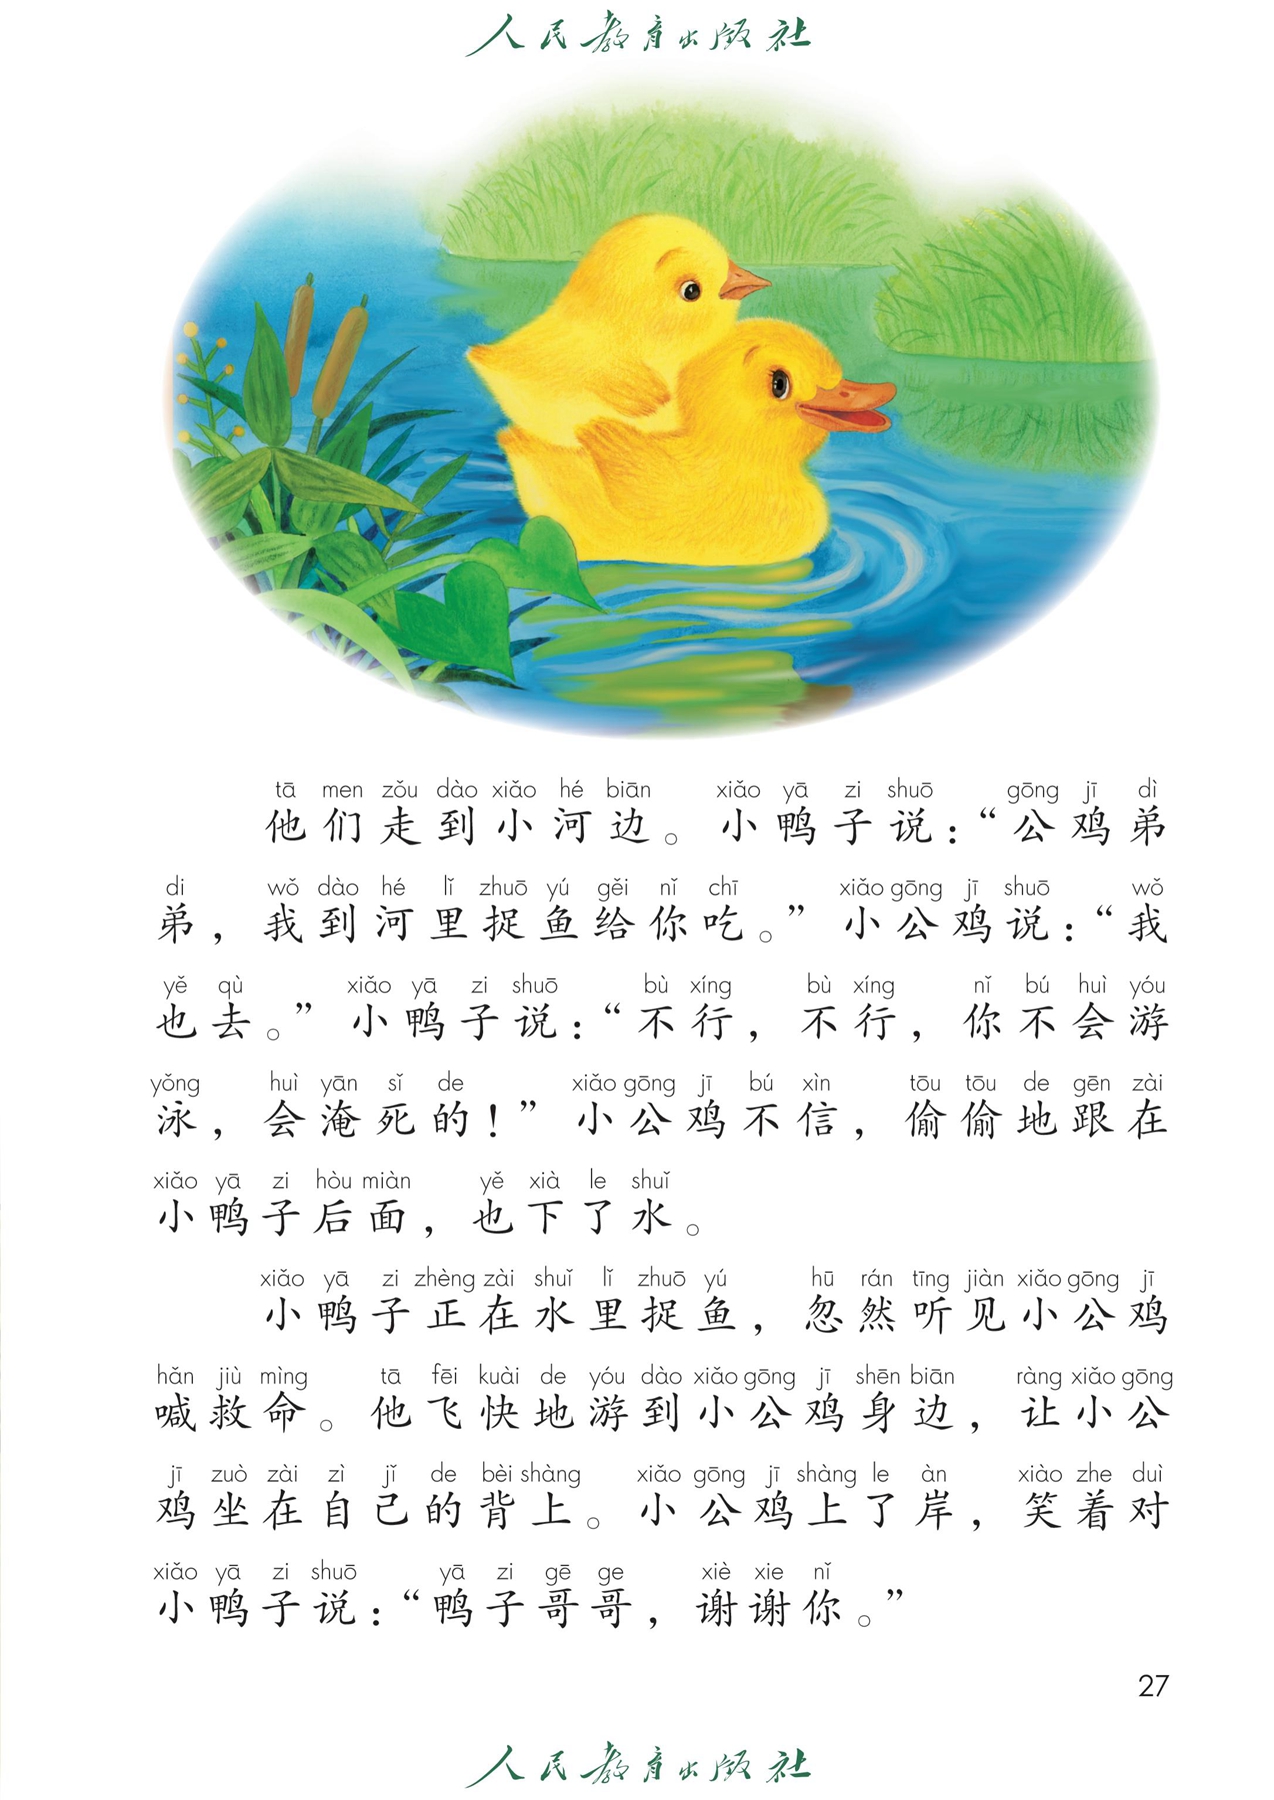 人民教育出版社
tā men zǒu dào xiǎo hé biān xiǎo yā zi shuō gōng jī dì
他们走到小河边。小鸭子说：“公鸡弟
di wǒ dào hé lǐ zhuō yú gěi nǐ chī xiǎo gōng jī shuō wǒ
弟，我到河里捉鱼给你吃。”小公鸡说：“我
yě qù xiǎo yā zi shuō bù xíng bù xíng nǐ bú huì yóu
也去。”小鸭子说：“不行，不行，你不会游
yǒng huì yān sǐ de xiǎo gōng jī bú xìn tōu tōu de gēn zài
泳，会淹死的！”小公鸡不信，偷偷地跟在
xiǎo yā zi hòu miàn yě xià le shuǐ
小鸭子后面，也下了水。
xiǎo yā zi zhèng zài shuǐ lǐ zhuō yú hū rán tīng jiàn xiǎo gōng jī
小鸭子正在水里捉鱼，忽然听见小公鸡
hǎn jiù mìng tā fēi kuài de yóu dào xiǎo gōng jī shēn biān ràng xiǎo gōng
喊救命。他飞快地游到小公鸡身边，让小公
jī zuò zài zì jǐ de bèi shàng xiǎo gōng jī shàng le àn xiào zhe duì
鸡坐在自己的背上。小公鸡上了岸，笑着对
xiǎo yā zi shuō yā zi gē ge xiè xie nǐ
小鸭子说：“鸭子哥哥，谢谢你。”
27
人民教育出版社